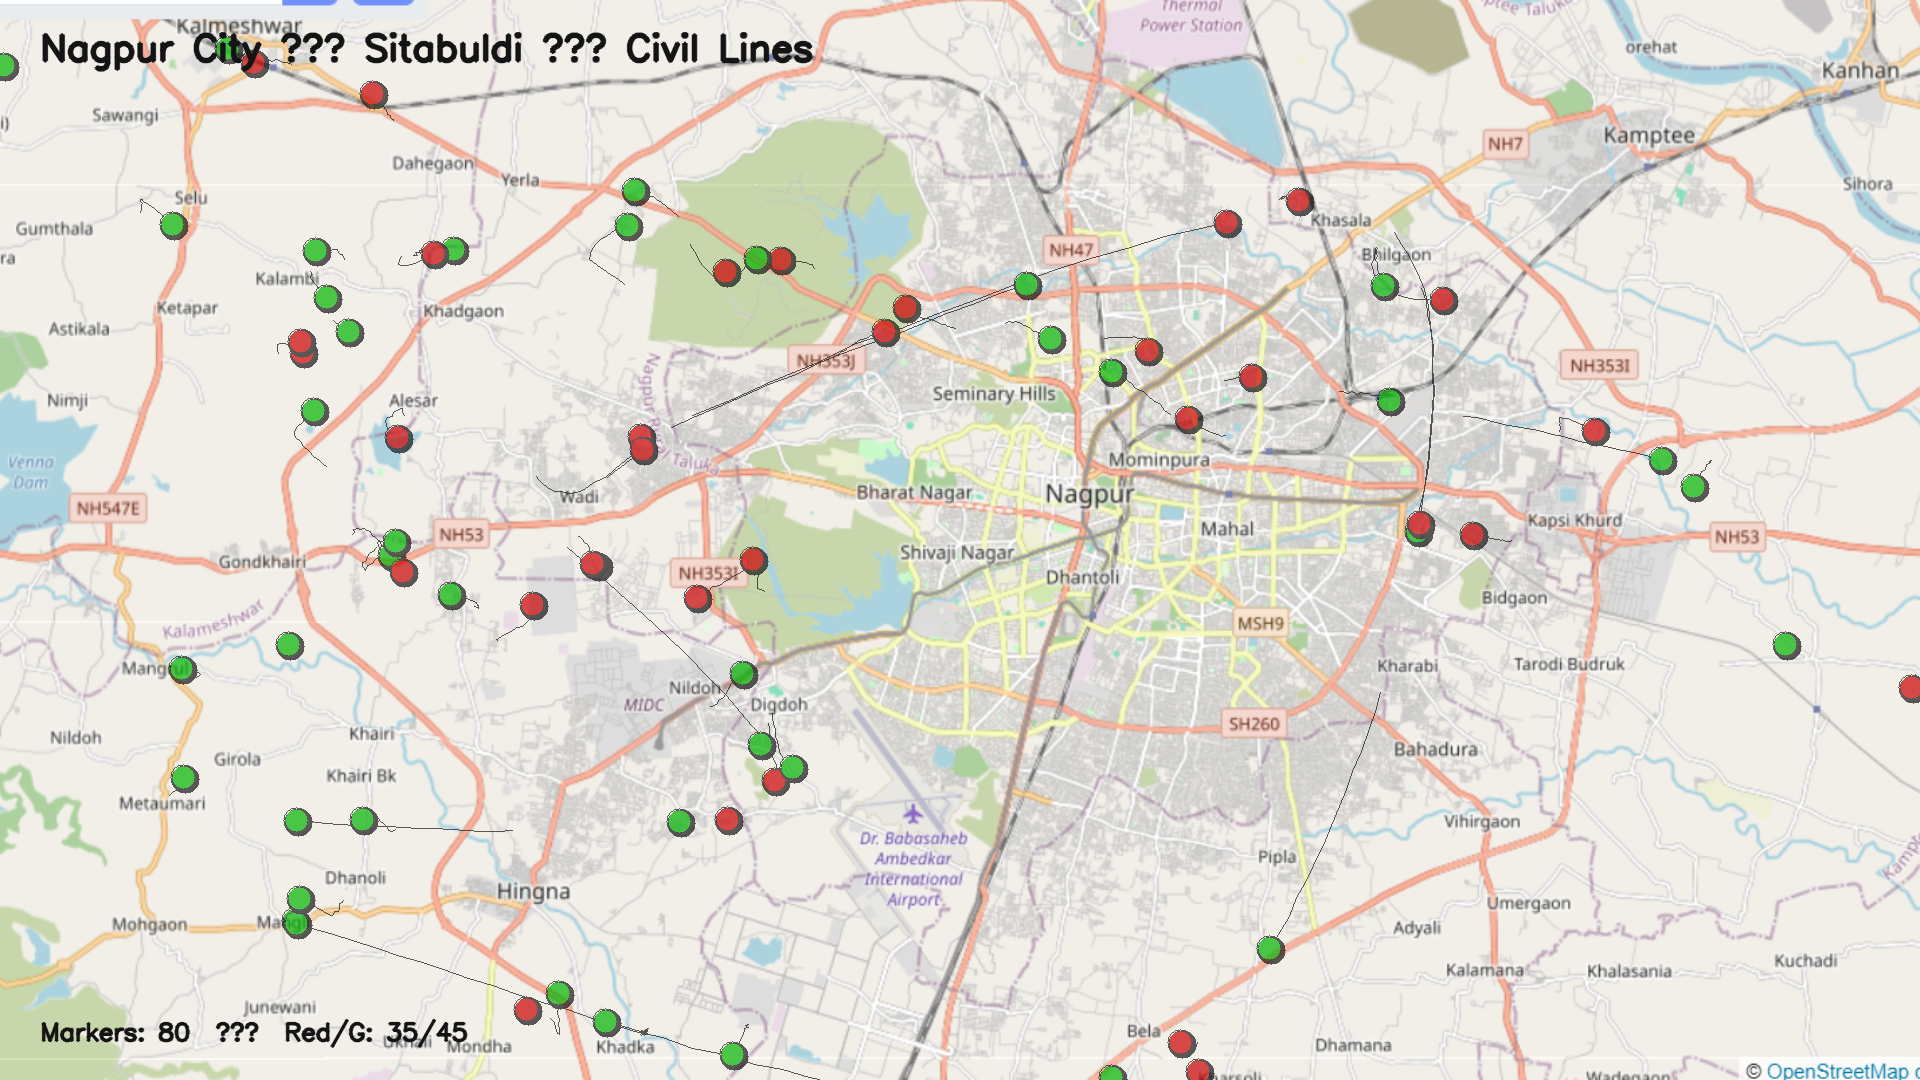 Kalmeshwar
Nagpur City ??? Sitabuldi ??? Civil Lines
Thermal
Power Station
orehat
Kanhan
Sawangi
Kamptee
NH7
Dahegaon
Yerla
Selu
Sihora
Gumthala
Khasala
NH47
Bhilgaon
Kalambi
Ketapar
Khadgaon
Astikala
NH353J
NH353I
Seminary Hills
Nimji
Alesar
Mominpura
Venna
Dam
Wadi
Bharat Nagar
Nagpur
NH547E
Kapsi Khurd
NH53
Mahal
NH53
Gondkhairi
Shivaji Nagar
Dhantoli
Bidgaon
Kalameshwar
MSH9
Mangrul
Kharabi
Tarodi Budruk
Nildoh
MIDC
Digdoh
SH260
Nildoh
Khairi
Bahadura
Girola
Khairi Bk
Metaumari
Vihirgaon
Dr. Babasaheb
Ambedkar
International
Airport
Pipla
Dhanoli
Hingna
Umergaon
Mohgaon
Adyali
Kalamana
Khalasania
Kuchadi
Junewani
Markers: 80 ??? Red/G: 35/45
Mondha
Khadka
Bela
Dhamana
Wadegaon
© OpenStreetMap c